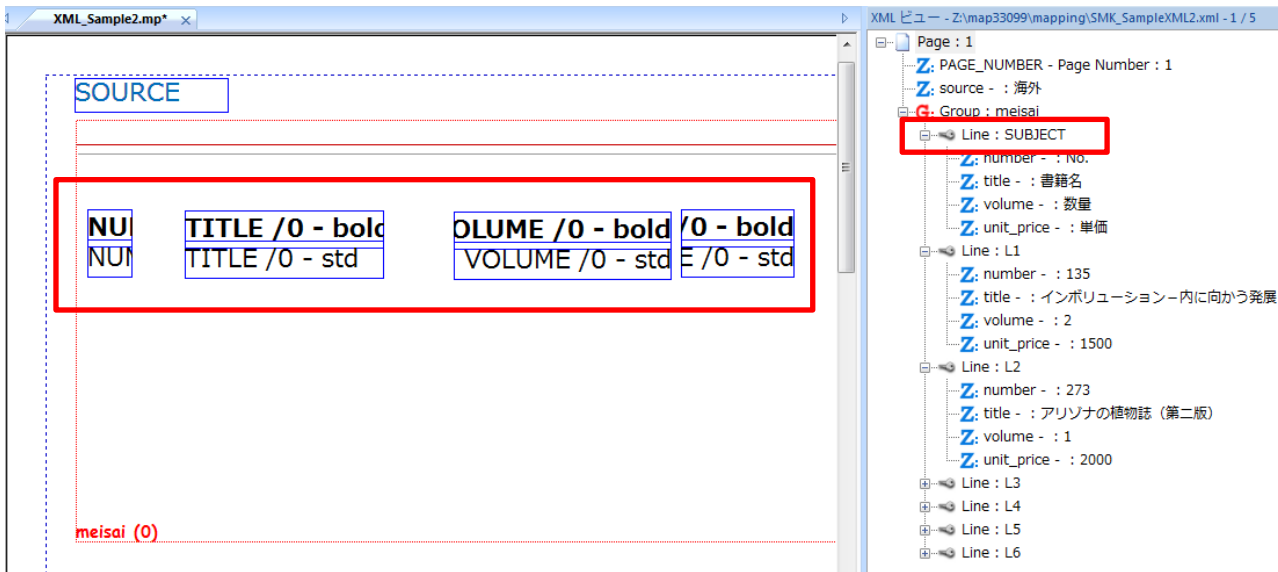 XML_Sample2.mp*
SOURCE
NUI
TITLE /0 - bold
OLUME /0 - bold
/0 - bold
TITLE /0 - std
VOLUME /0 - std
E /0 - std
meisai (0)
XML ビュー - Z:\map33099\mapping\SMK_SampleXML2.xml - 1 / 5
Page : 1
Z: PAGE_NUMBER - Page Number : 1
Z: source - : 海外
G: Group : meisai
Line : SUBJECT
Z: number - : No.
Z: title - : 書籍名
Z: volume - : 数量
Z: unit_price - : 単価
Line : L1
Z: number - : 135
Z: title - : インボリューション－内に向かう発展
Z: volume - : 2
Z: unit_price - : 1500
Line : L2
Z: number - : 273
Z: title - : アリゾナの植物誌（第二版）
Z: volume - : 1
Z: unit_price - : 2000
Line : L3
Line : L4
Line : L5
Line : L6